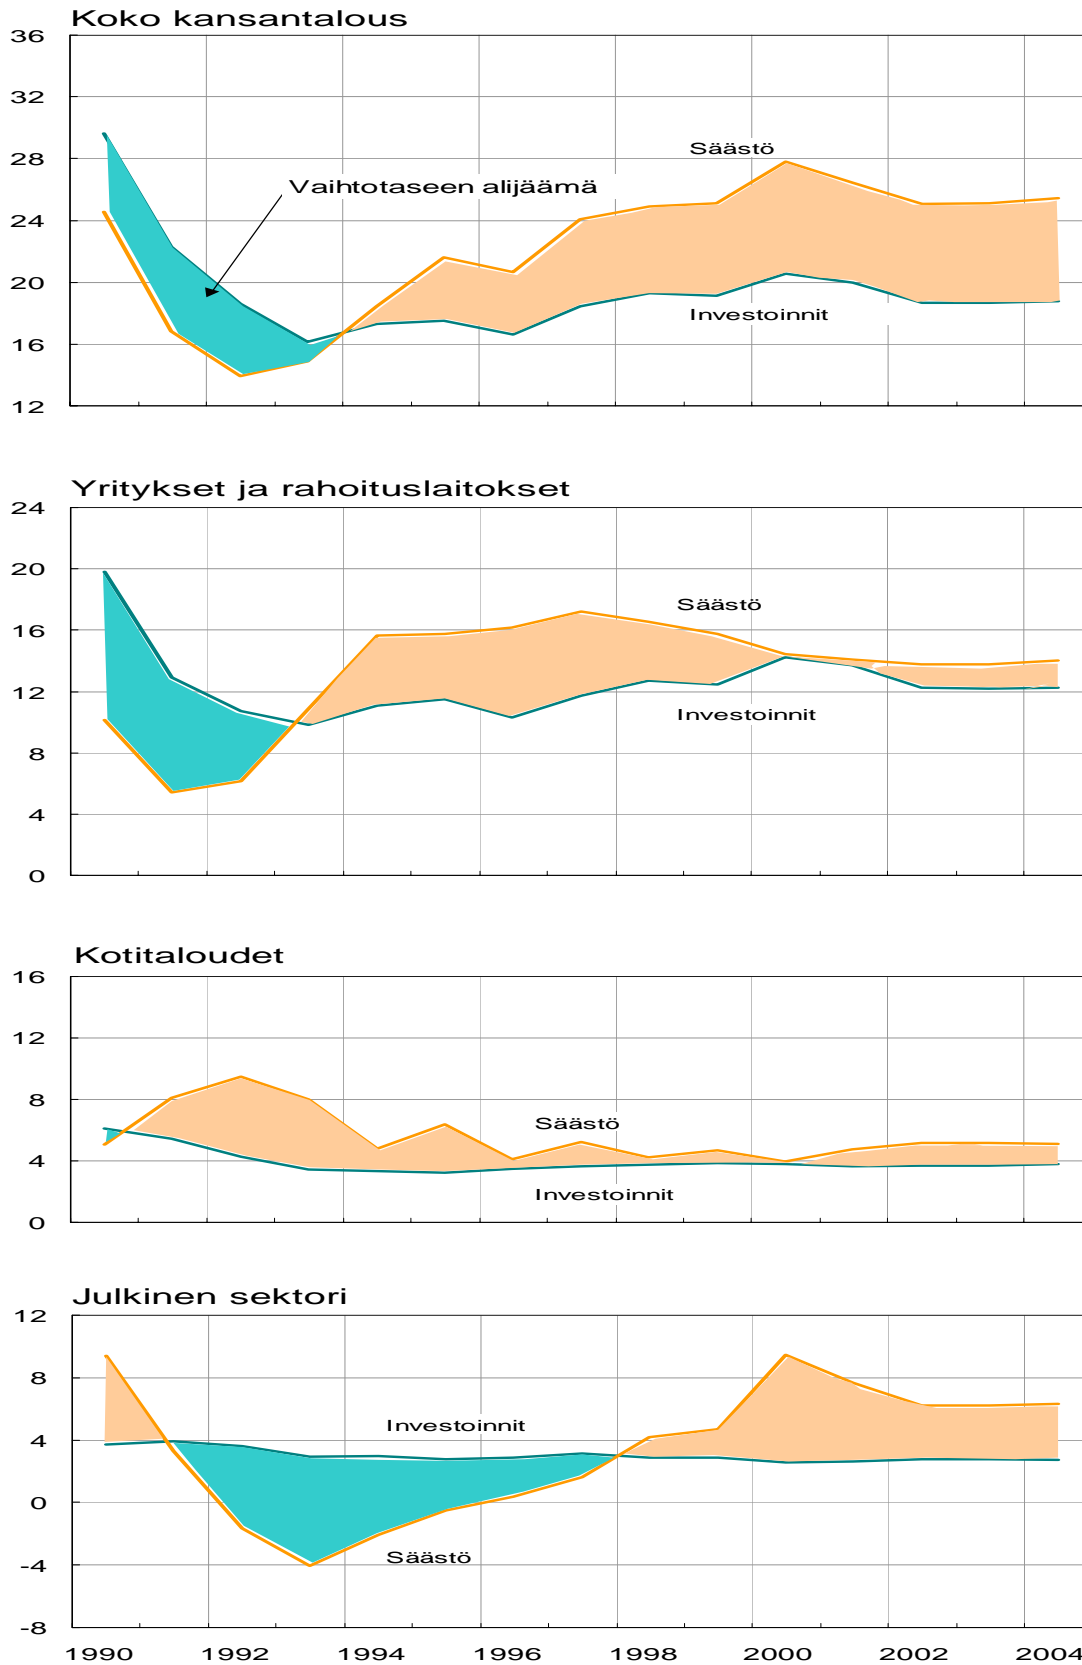 Koko kansantalous
36
32
28
24
20
16
12
Säästö
Vaihtotaseen alijäämä
Investoinnit
Yritykset ja rahoituslaitokset
24
20
16
12
8
4
0
Säästö
Investoinnit
Kotitaloudet
16
12
8
4
0
Säästö
Investoinnit
Julkinen sektori
12
8
4
0
-4
-8
Investoinnit
Säästö
1990 1992 1994 1996 1998 2000 2002 2004